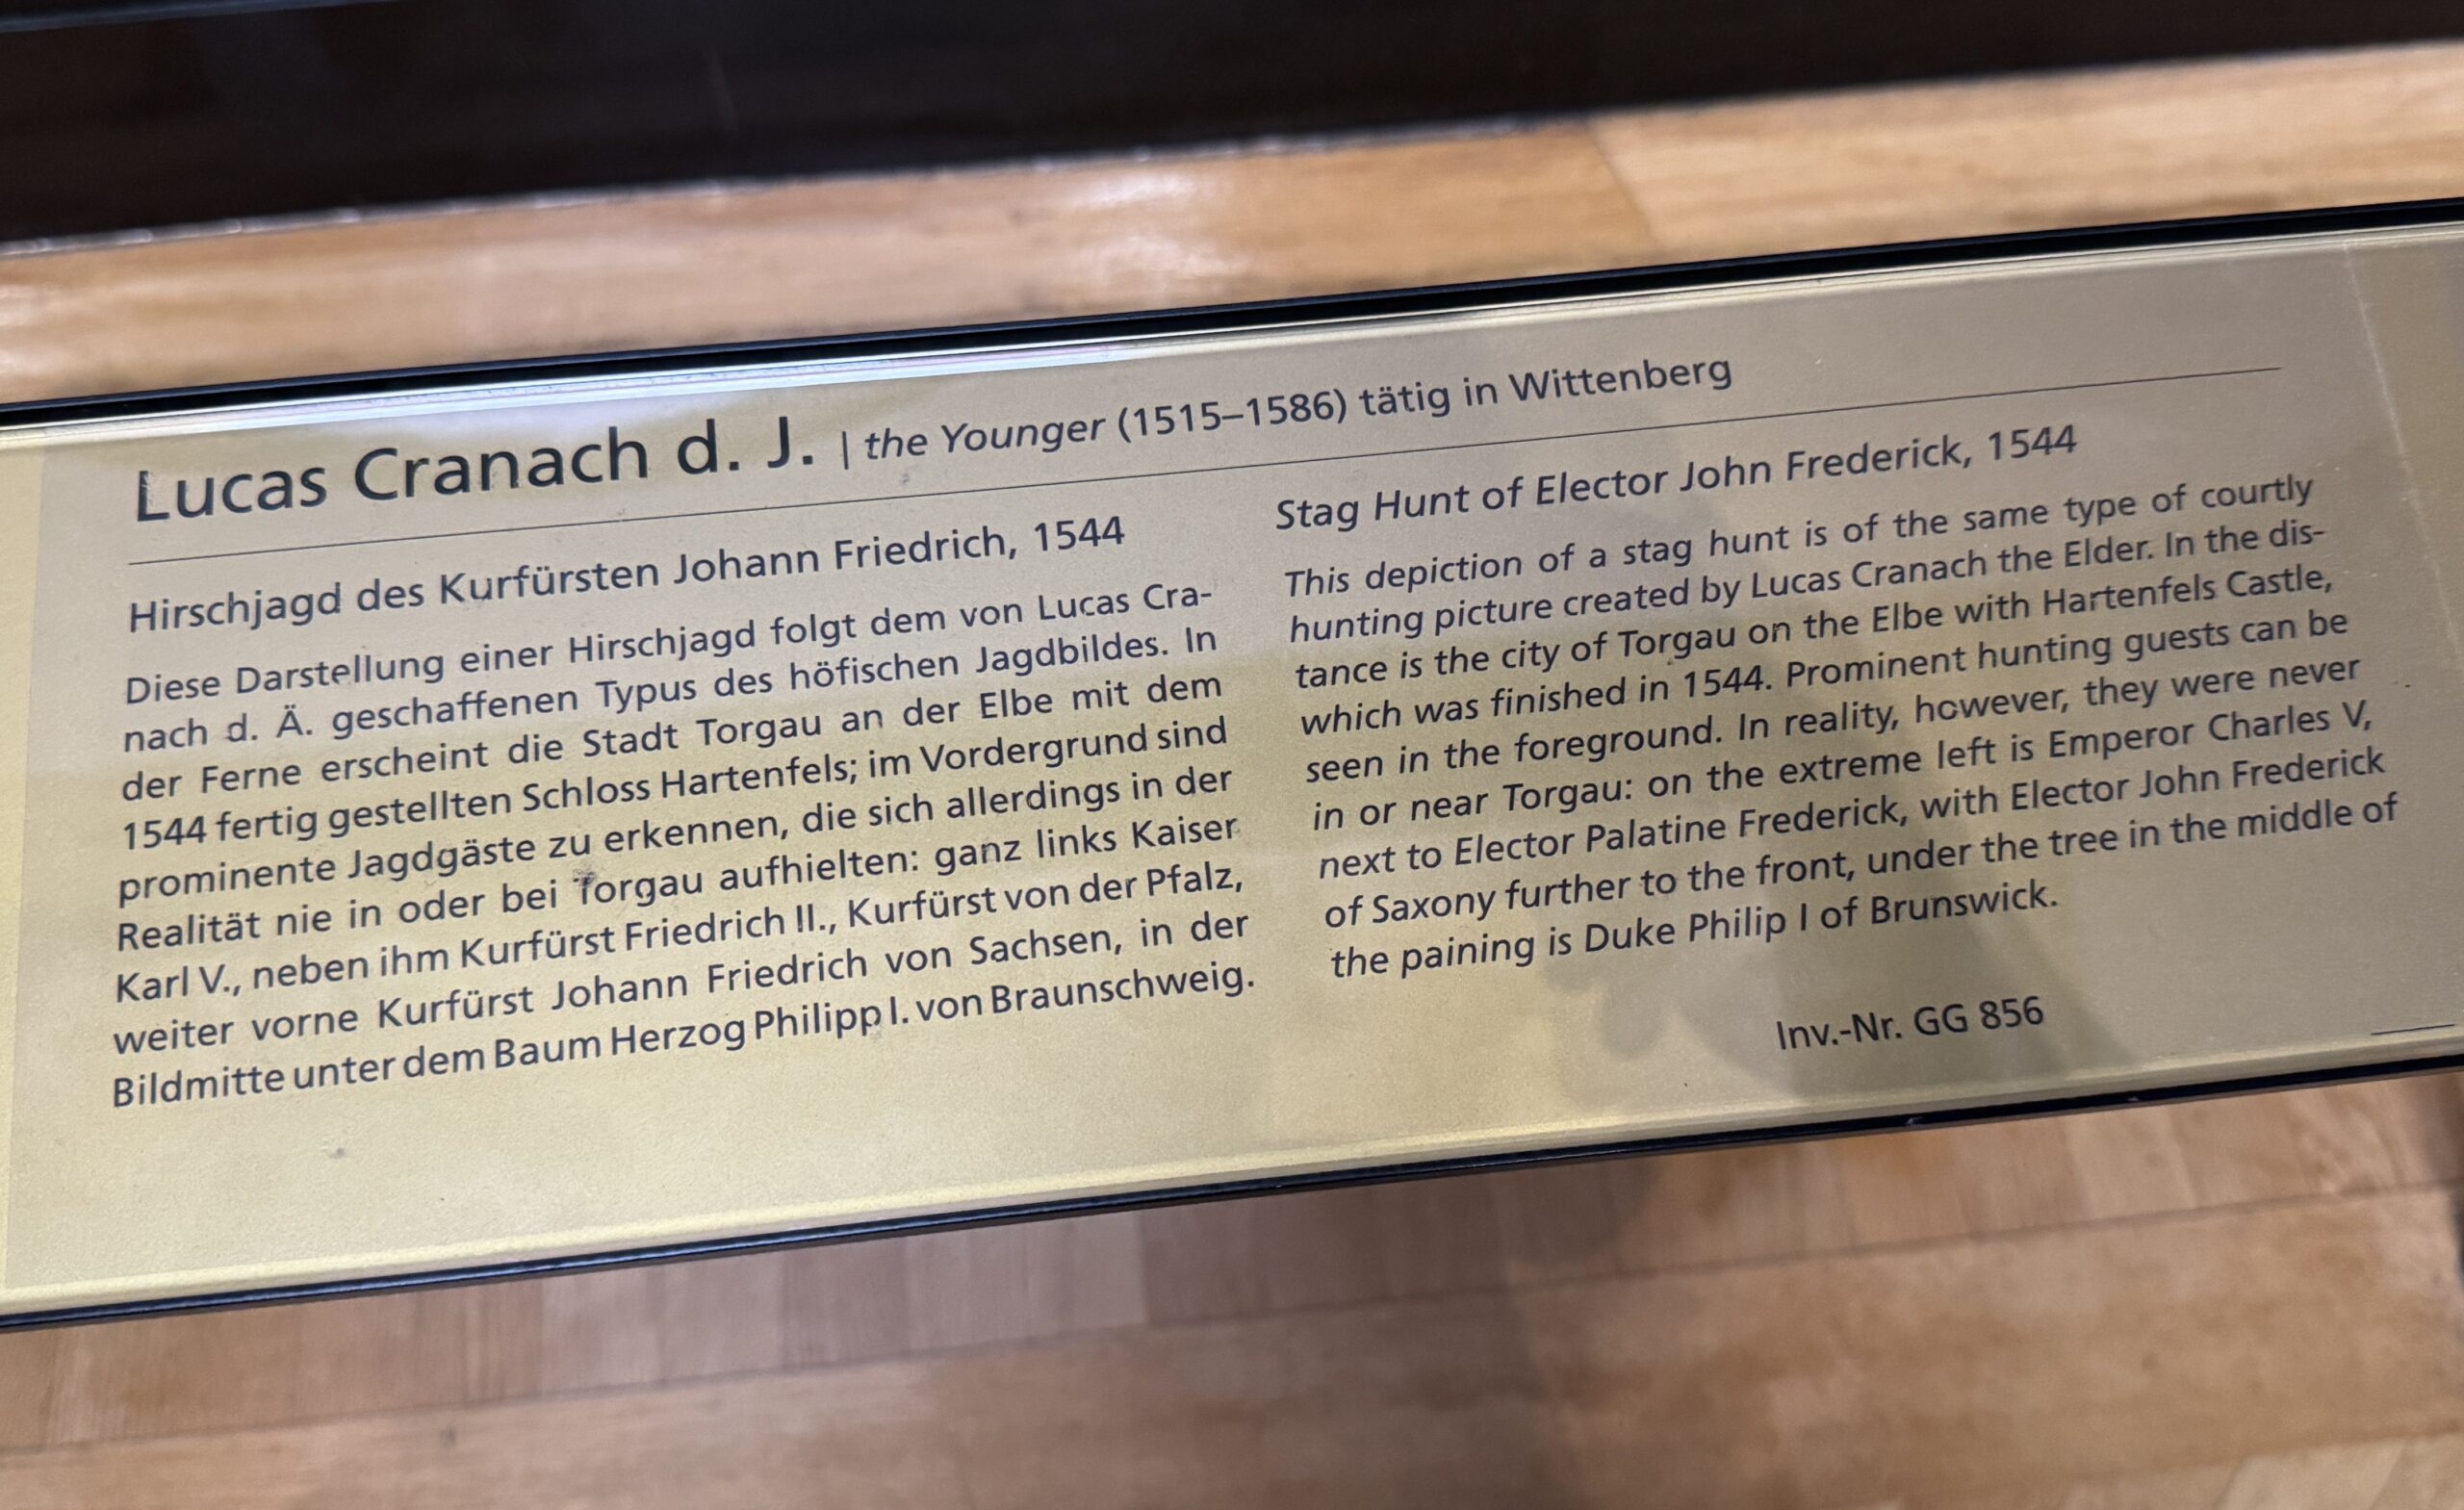 Lucas Cranach d. J. | the Younger (1515–1586) tätig in Wittenberg
Hirschjagd des Kurfürsten Johann Friedrich, 1544
Diese Darstellung einer Hirschjagd folgt dem von Lucas Cra-
nach d. Ä. geschaffenen Typus des höfischen Jagdbildes. In
der Ferne erscheint die Stadt Torgau an der Elbe mit dem
1544 fertig gestellten Schloss Hartenfels; im Vordergrund sind
prominente Jagdgäste zu erkennen, die sich allerdings in der
Realität nie in oder bei Torgau aufhielten: ganz links Kaiser
Karl V., neben ihm Kurfürst Friedrich II., Kurfürst von der Pfalz,
weiter vorne Kurfürst Johann Friedrich von Sachsen, in der
Bildmitte unter dem Baum Herzog Philipp I. von Braunschweig.
Stag Hunt of Elector John Frederick, 1544
This depiction of a stag hunt is of the same type of courtly
hunting picture created by Lucas Cranach the Elder. In the dis-
tance is the city of Torgau on the Elbe with Hartenfels Castle,
which was finished in 1544. Prominent hunting guests can be
seen in the foreground. In reality, however, they were never
in or near Torgau: on the extreme left is Emperor Charles V,
next to Elector Palatine Frederick, with Elector John Frederick
of Saxony further to the front, under the tree in the middle of
the paining is Duke Philip I of Brunswick.
Inv.-Nr. GG 856